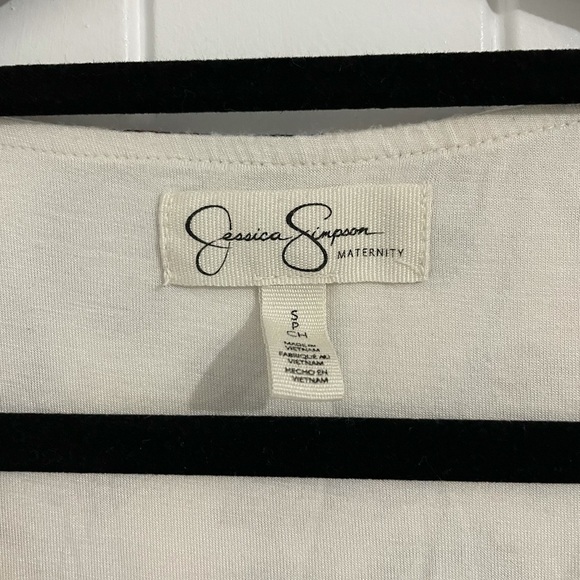 Jessica Simpson
MATERNITY
S
P
CH
MADE IN
VIETNAM
FABRIQUÉ AU
VIETNAM
HECHO EN
VIETNAM